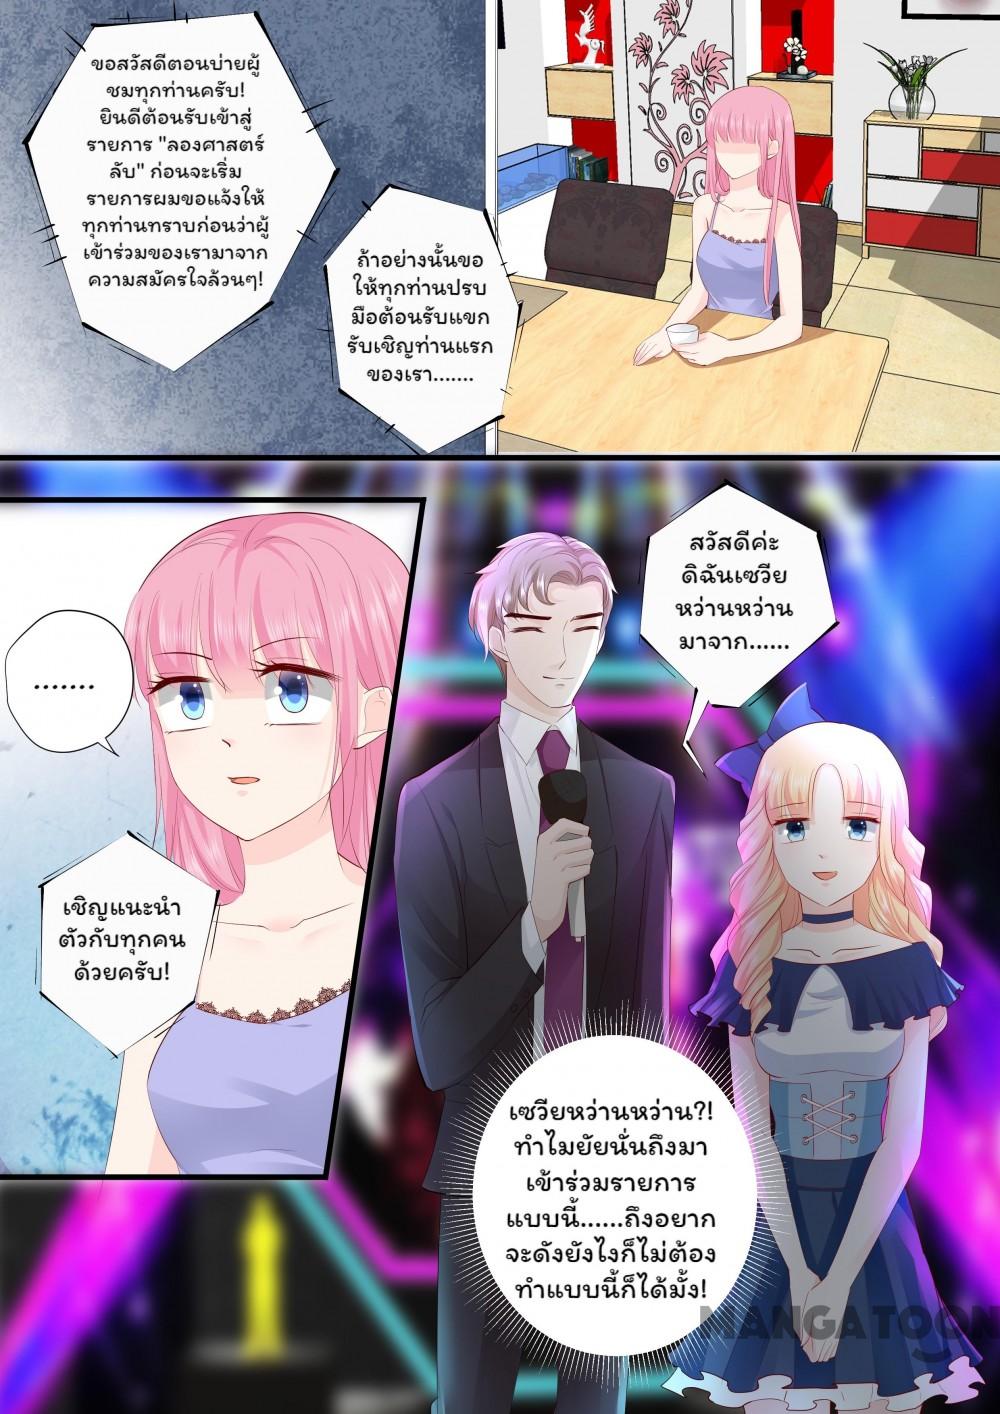 ขอสวัสดีตอนบ่ายผู้
ชมทุกท่านครับ!
ยินดีต้อนรับเข้าสู่
รายการ "ลองศาสตร์
ลับ" ก่อนจะเริ่ม
รายการผมขอแจ้งให้
ทุกท่านทราบก่อนว่าผู้
เข้าร่วมของเรามาจาก
ความสมัครใจล้วนๆ!
ถ้าอย่างนั้นขอ
ให้ทุกท่านปรบ
มือต้อนรับแขก
รับเชิญท่านแรก
ของเรา.......
.......
เชิญแนะนำ
ตัวกับทุกคน
ด้วยครับ!
สวัสดีค่ะ
ดิฉันเซวีย
หว่านหว่าน
มาจาก......
เซวียหว่านหว่าน?!
ทำไมยัยนั่นถึงมา
เข้าร่วมรายการ
แบบนี้......ถึงอยาก
จะดังยังไงก็ไม่ต้อง
ทำแบบนี้ก็ได้มั้ง!
MANGATOON